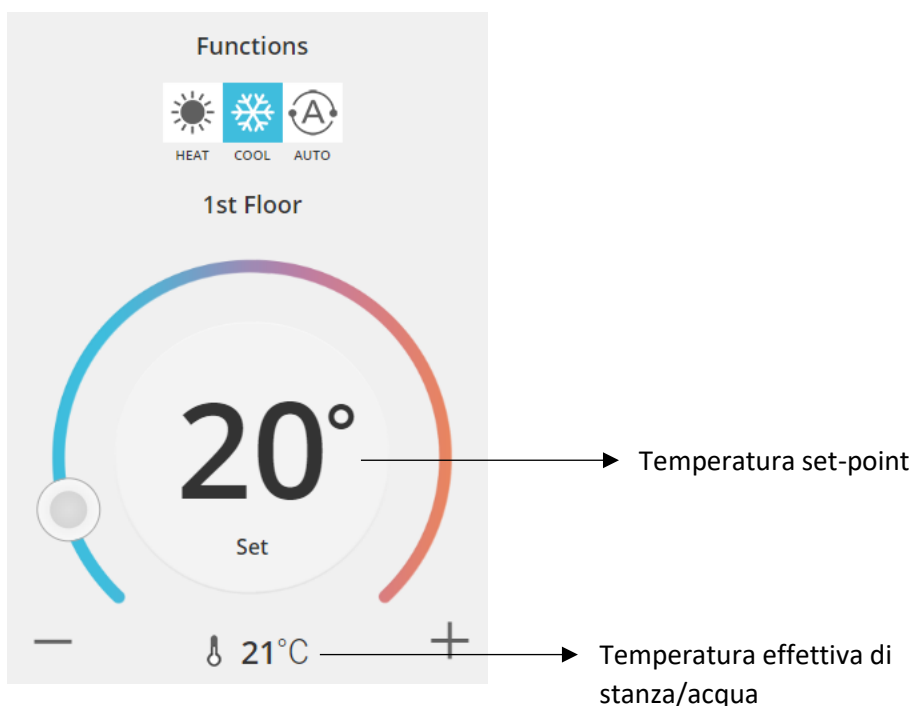 Functions
HEAT COOL AUTO
1st Floor
20°
Temperatura set-point
Set
21°C
Temperatura effettiva di
stanza/acqua